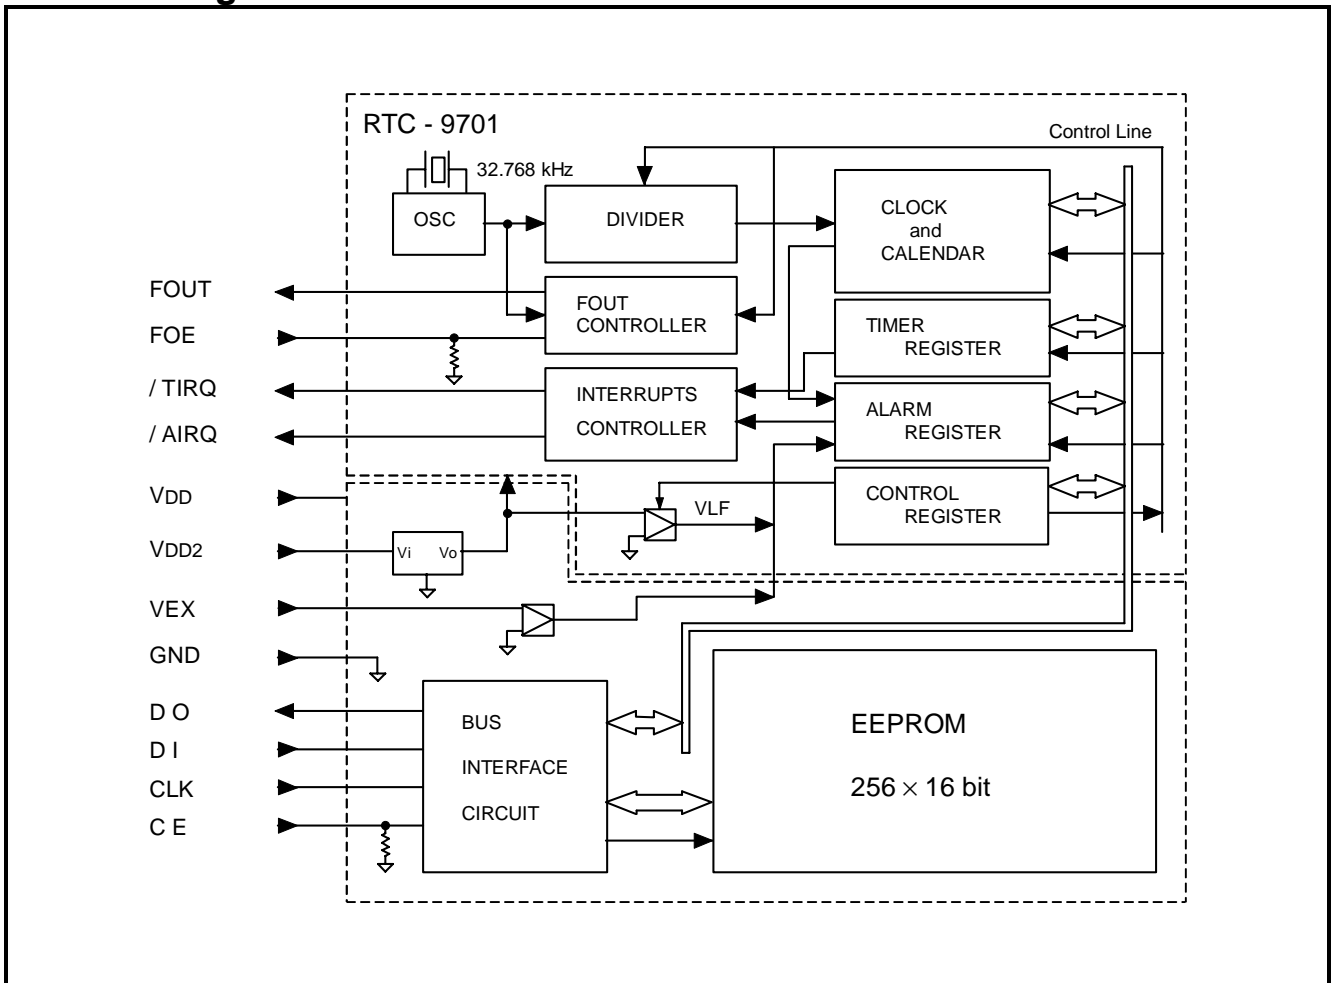 RTC - 9701
Control Line
32.768 kHz
OSC
DIVIDER
CLOCK
and
CALENDAR
FOUT
FOE
FOUT
CONTROLLER
TIMER
REGISTER
/ TIRQ
/ AIRQ
INTERRUPTS
CONTROLLER
ALARM
REGISTER
VDD
VLF
CONTROL
REGISTER
VDD2
Vi
Vo
VEX
GND
D O
D I
CLK
C E
BUS
INTERFACE
CIRCUIT
EEPROM
256 × 16 bit